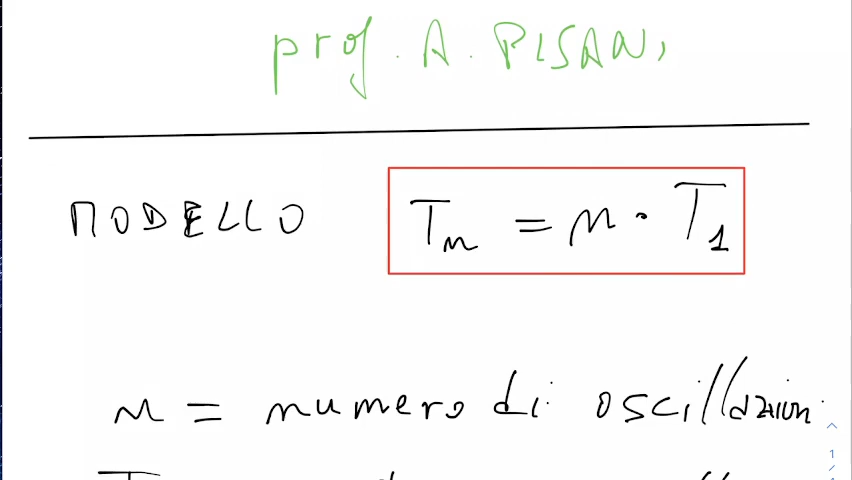 prof. A. PISANI
MODELLO
Tn = n · T1
n = numero di oscillazioni